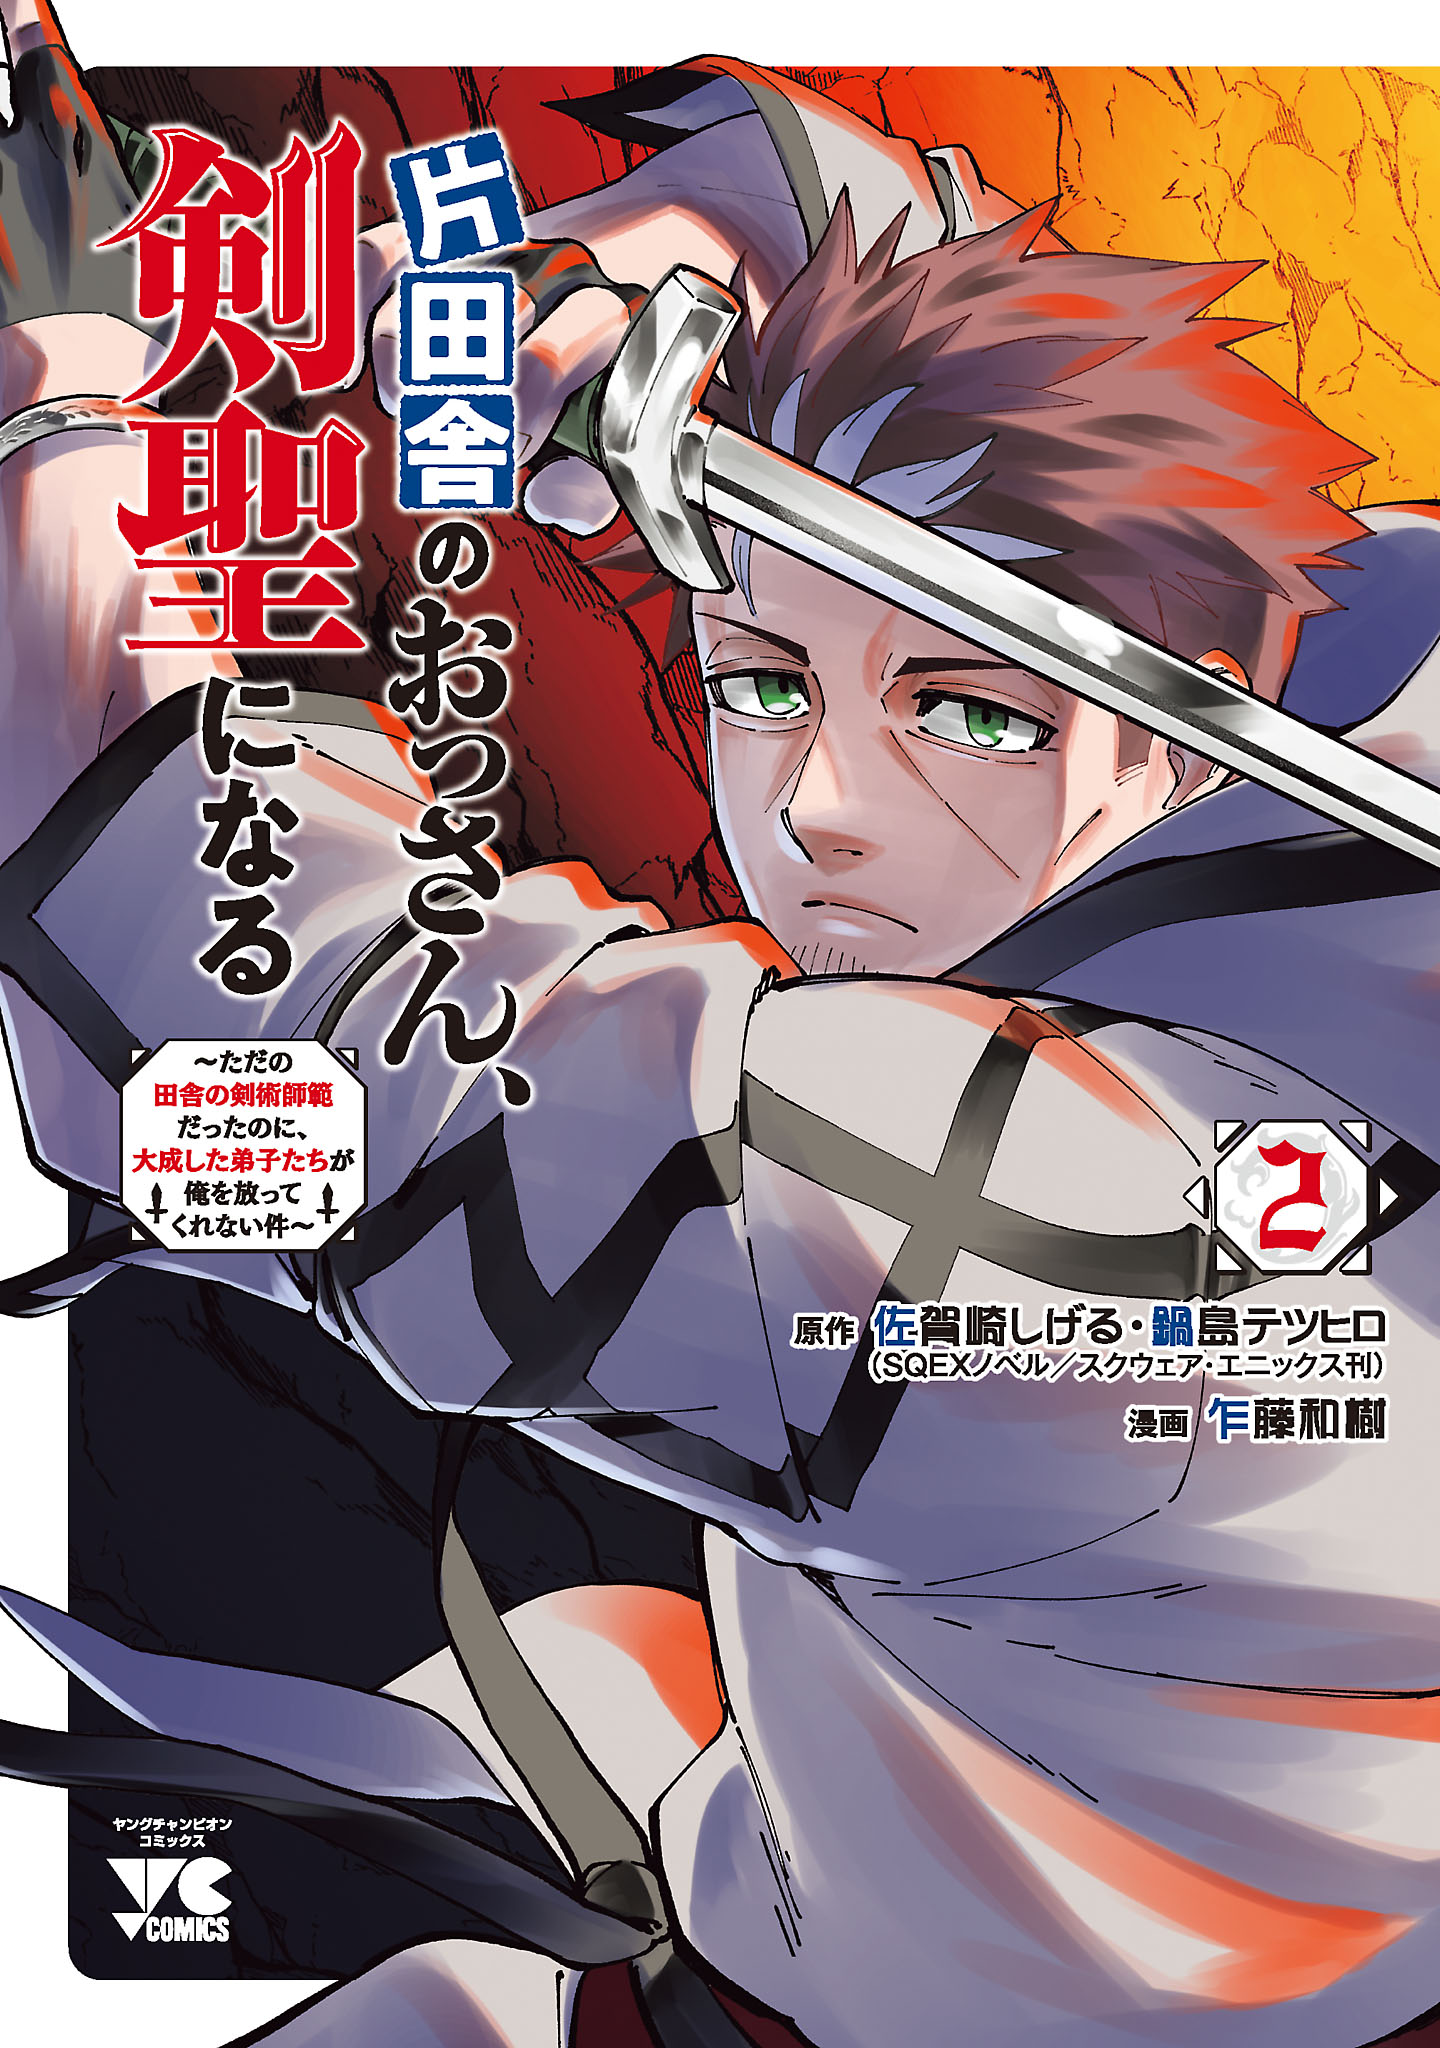 片田舎のおっさん、
剣聖になる
～ただの
田舎の剣術師範
だったのに、
大成した弟子たちが
俺を放って
くれない件～
2
原作 佐賀崎しげる・鍋島テツヒロ
(SQEXノベル／スクウェア・エニックス刊)
漫画 乍藤和樹
ヤングチャンピオン
コミックス
YC
COMICS